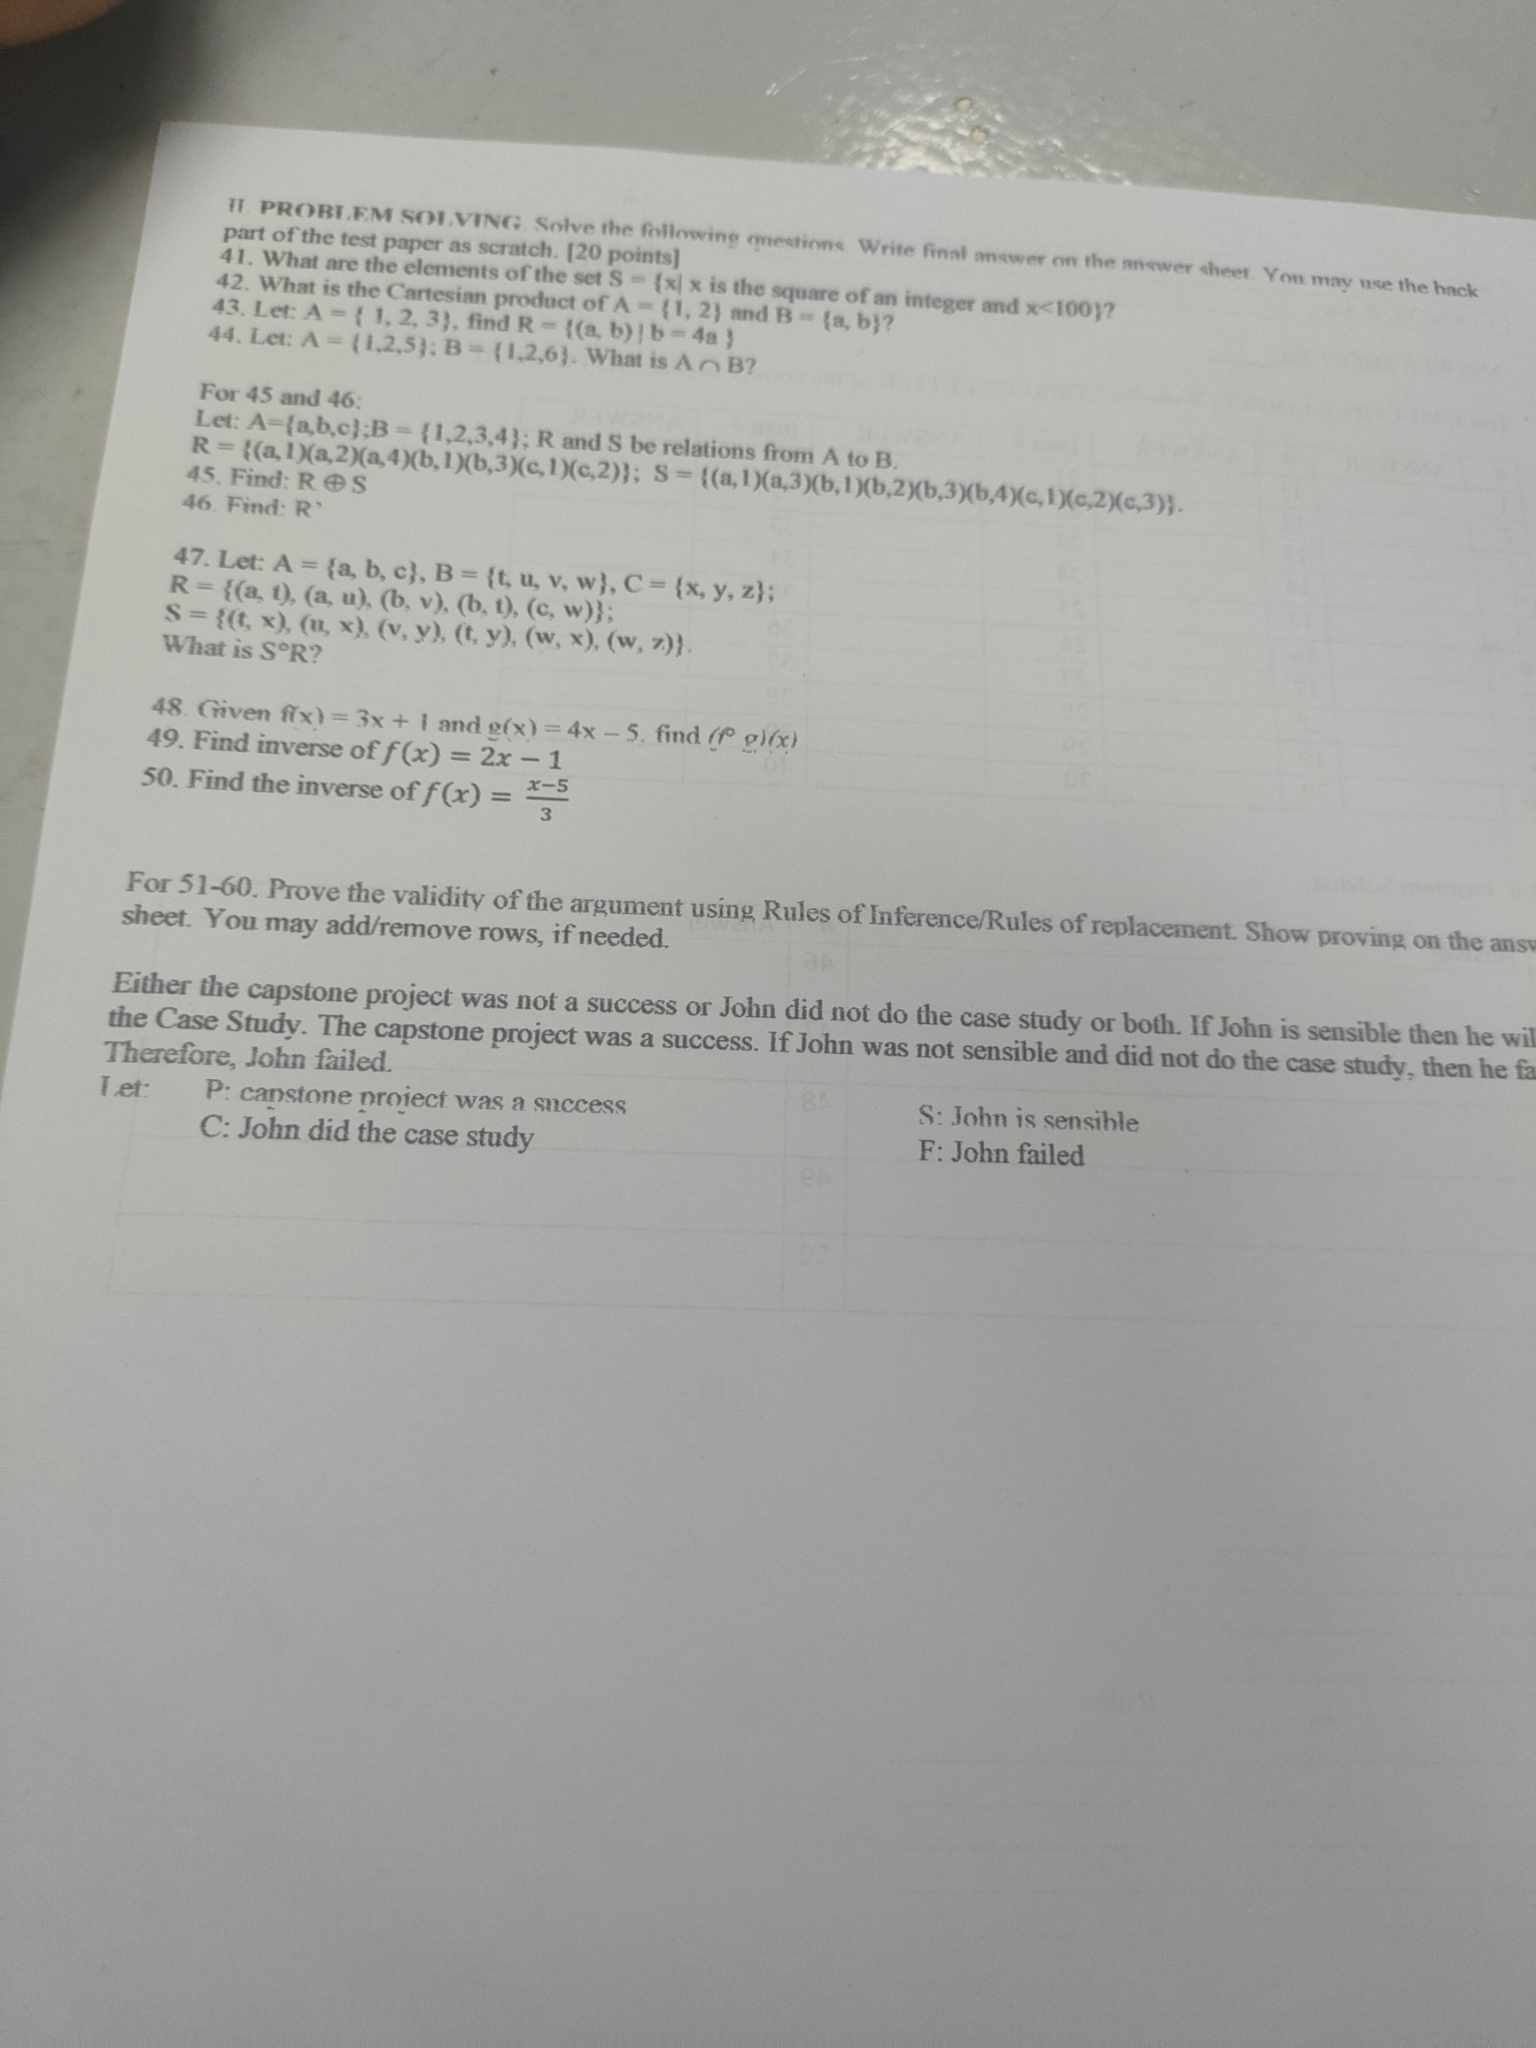 II. PROBLEM SOLVING. Solve the following questions. Write final answer on the answer sheet. You may use the back
part of the test paper as scratch. [20 points]
41. What are the elements of the set S = {x| x is the square of an integer and x<100}?
42. What is the Cartesian product of A = {1, 2} and B = {a, b}?
43. Let: A = { 1, 2, 3}, find R = {(a, b) | b = 4a }
44. Let: A = {1,2,5}; B = {1,2,6}. What is A ∩ B?
For 45 and 46:
Let: A={a,b,c};B = {1,2,3,4}; R and S be relations from A to B.
R = {(a,1)(a,2)(a,4)(b,1)(b,3)(c,1)(c,2)}; S = {(a,1)(a,3)(b,1)(b,2)(b,3)(b,4)(c,1)(c,2)(c,3)}.
45. Find: R ⊕ S
46. Find: R`
47. Let: A = {a, b, c}, B = {t, u, v, w}, C = {x, y, z};
R = {(a, t), (a, u), (b, v), (b, t), (c, w)};
S = {(t, x), (u, x), (v, y), (t, y), (w, x), (w, z)}.
What is S°R?
48. Given f(x) = 3x + 1 and g(x) = 4x – 5. find (f° g)(x)
49. Find inverse of f(x) = 2x − 1
50. Find the inverse of f(x) = x−5/3
For 51-60. Prove the validity of the argument using Rules of Inference/Rules of replacement. Show proving on the answ
sheet. You may add/remove rows, if needed.
Either the capstone project was not a success or John did not do the case study or both. If John is sensible then he wil
the Case Study. The capstone project was a success. If John was not sensible and did not do the case study, then he fa
Therefore, John failed.
Let: P: capstone project was a success S: John is sensible
C: John did the case study F: John failed